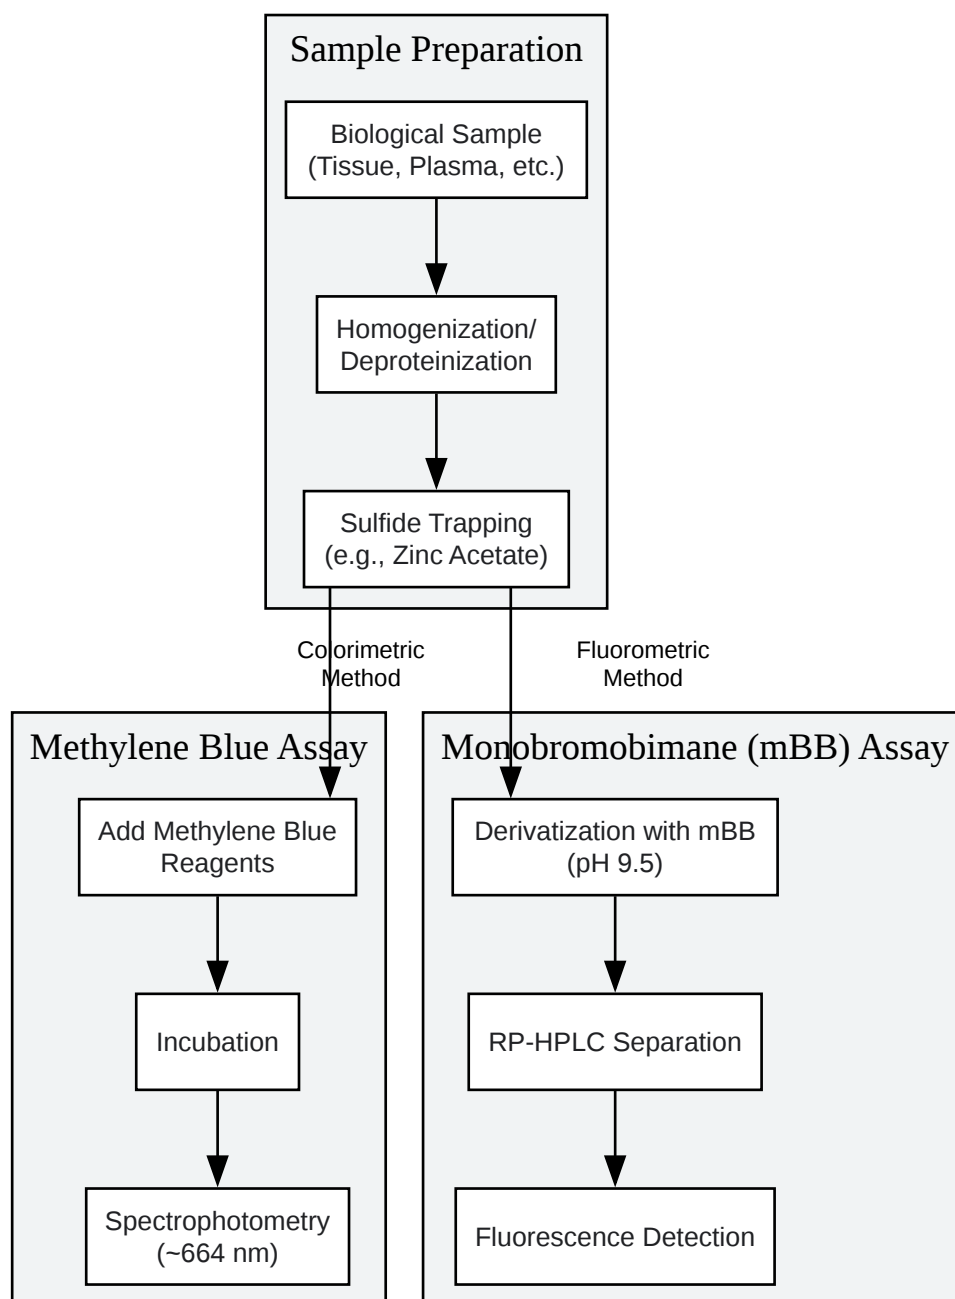 Sample Preparation
Biological Sample
(Tissue, Plasma, etc.)
Homogenization/
Deproteinization
Sulfide Trapping
(e.g., Zinc Acetate)
Colorimetric
Method
Fluorometric
Method
Methylene Blue Assay
Add Methylene Blue
Reagents
Incubation
Spectrophotometry
(~664 nm)
Monobromobimane (mBB) Assay
Derivatization with mBB
(pH 9.5)
RP-HPLC Separation
Fluorescence Detection